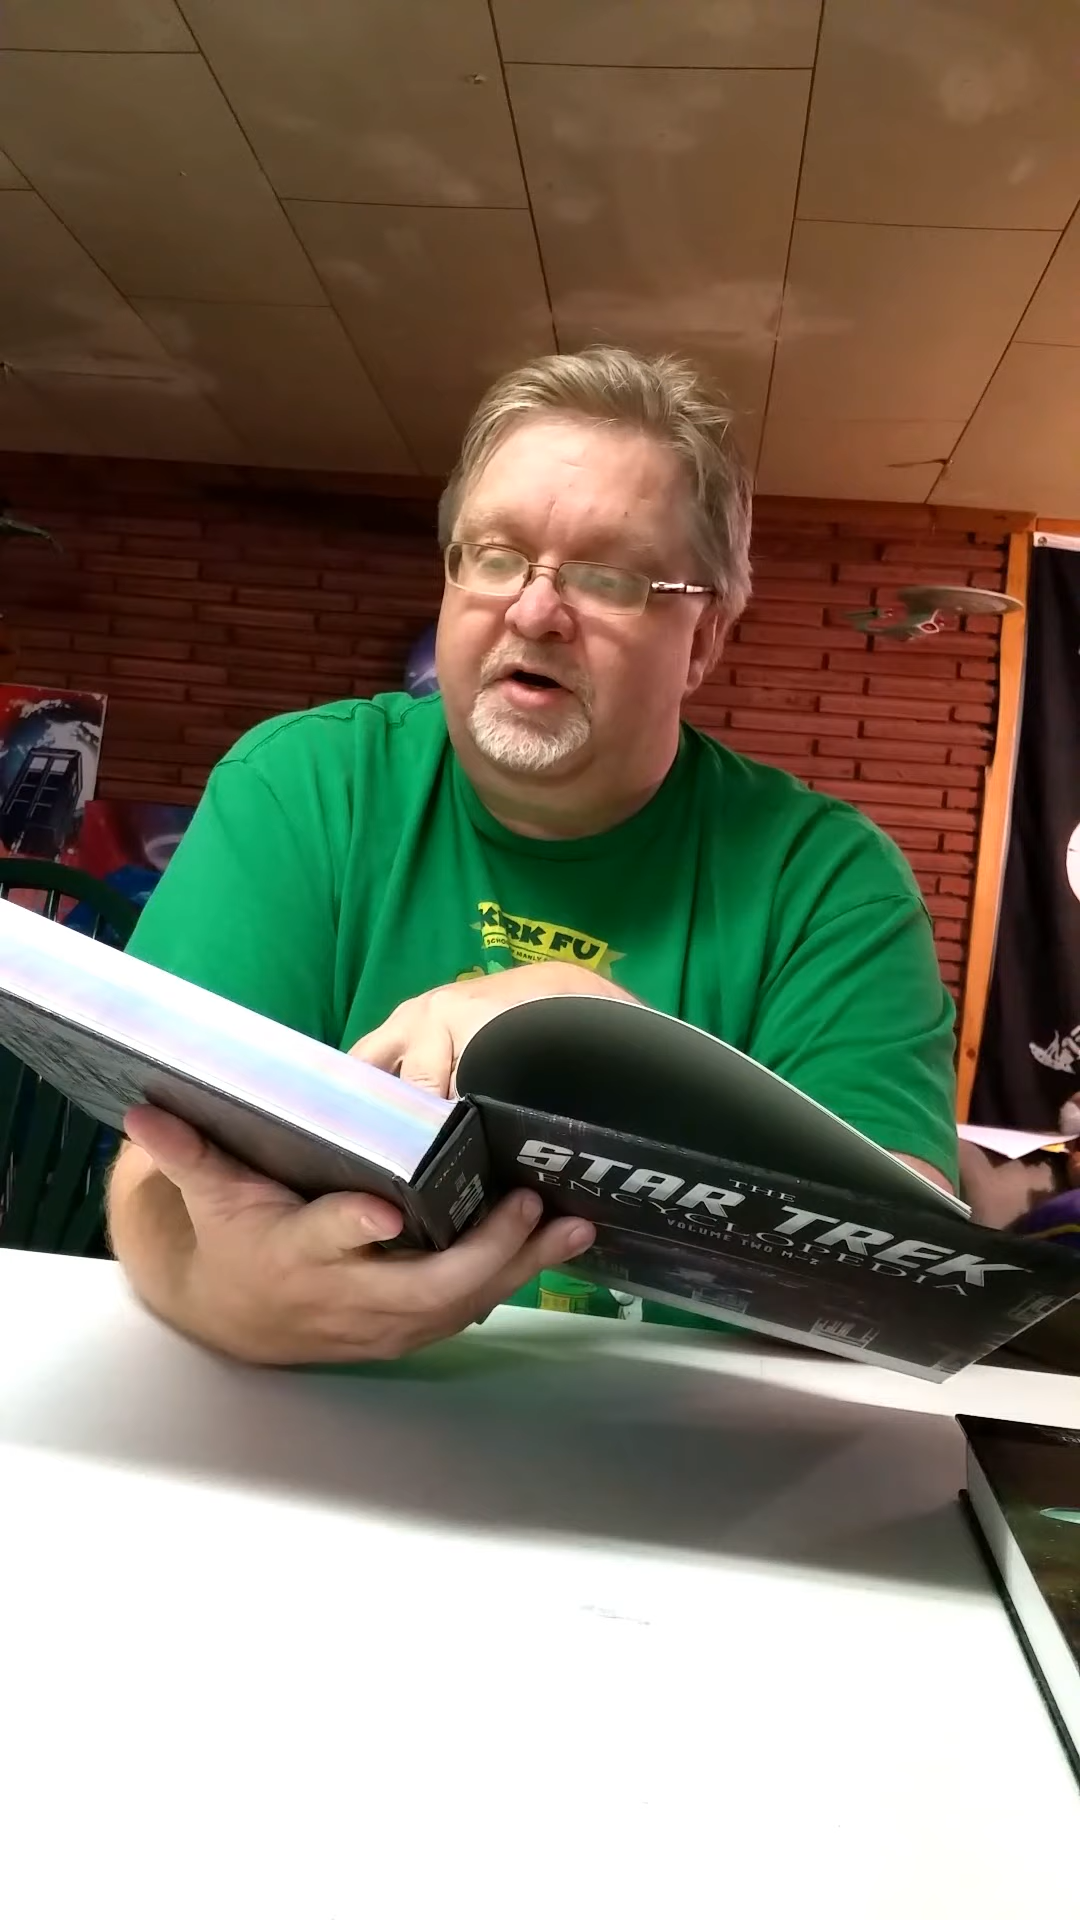 KIRK FU
THE
STAR TREK
ENCYCLOPEDIA
VOLUME TWO M-Z